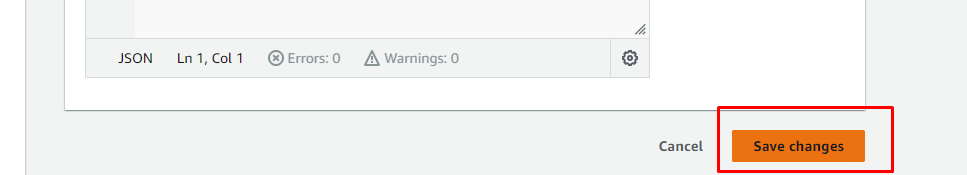 JSON Ln 1, Col 1 Errors: 0 Warnings: 0
Cancel Save changes